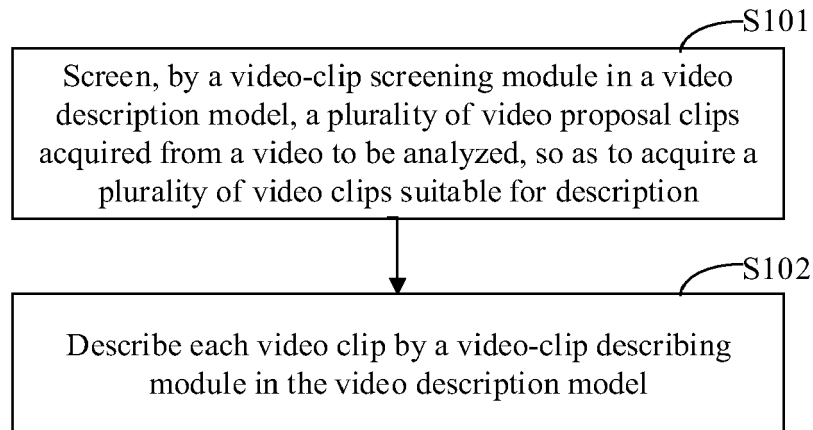 S101
Screen, by a video-clip screening module in a video
description model, a plurality of video proposal clips
acquired from a video to be analyzed, so as to acquire a
plurality of video clips suitable for description
S102
Describe each video clip by a video-clip describing
module in the video description model